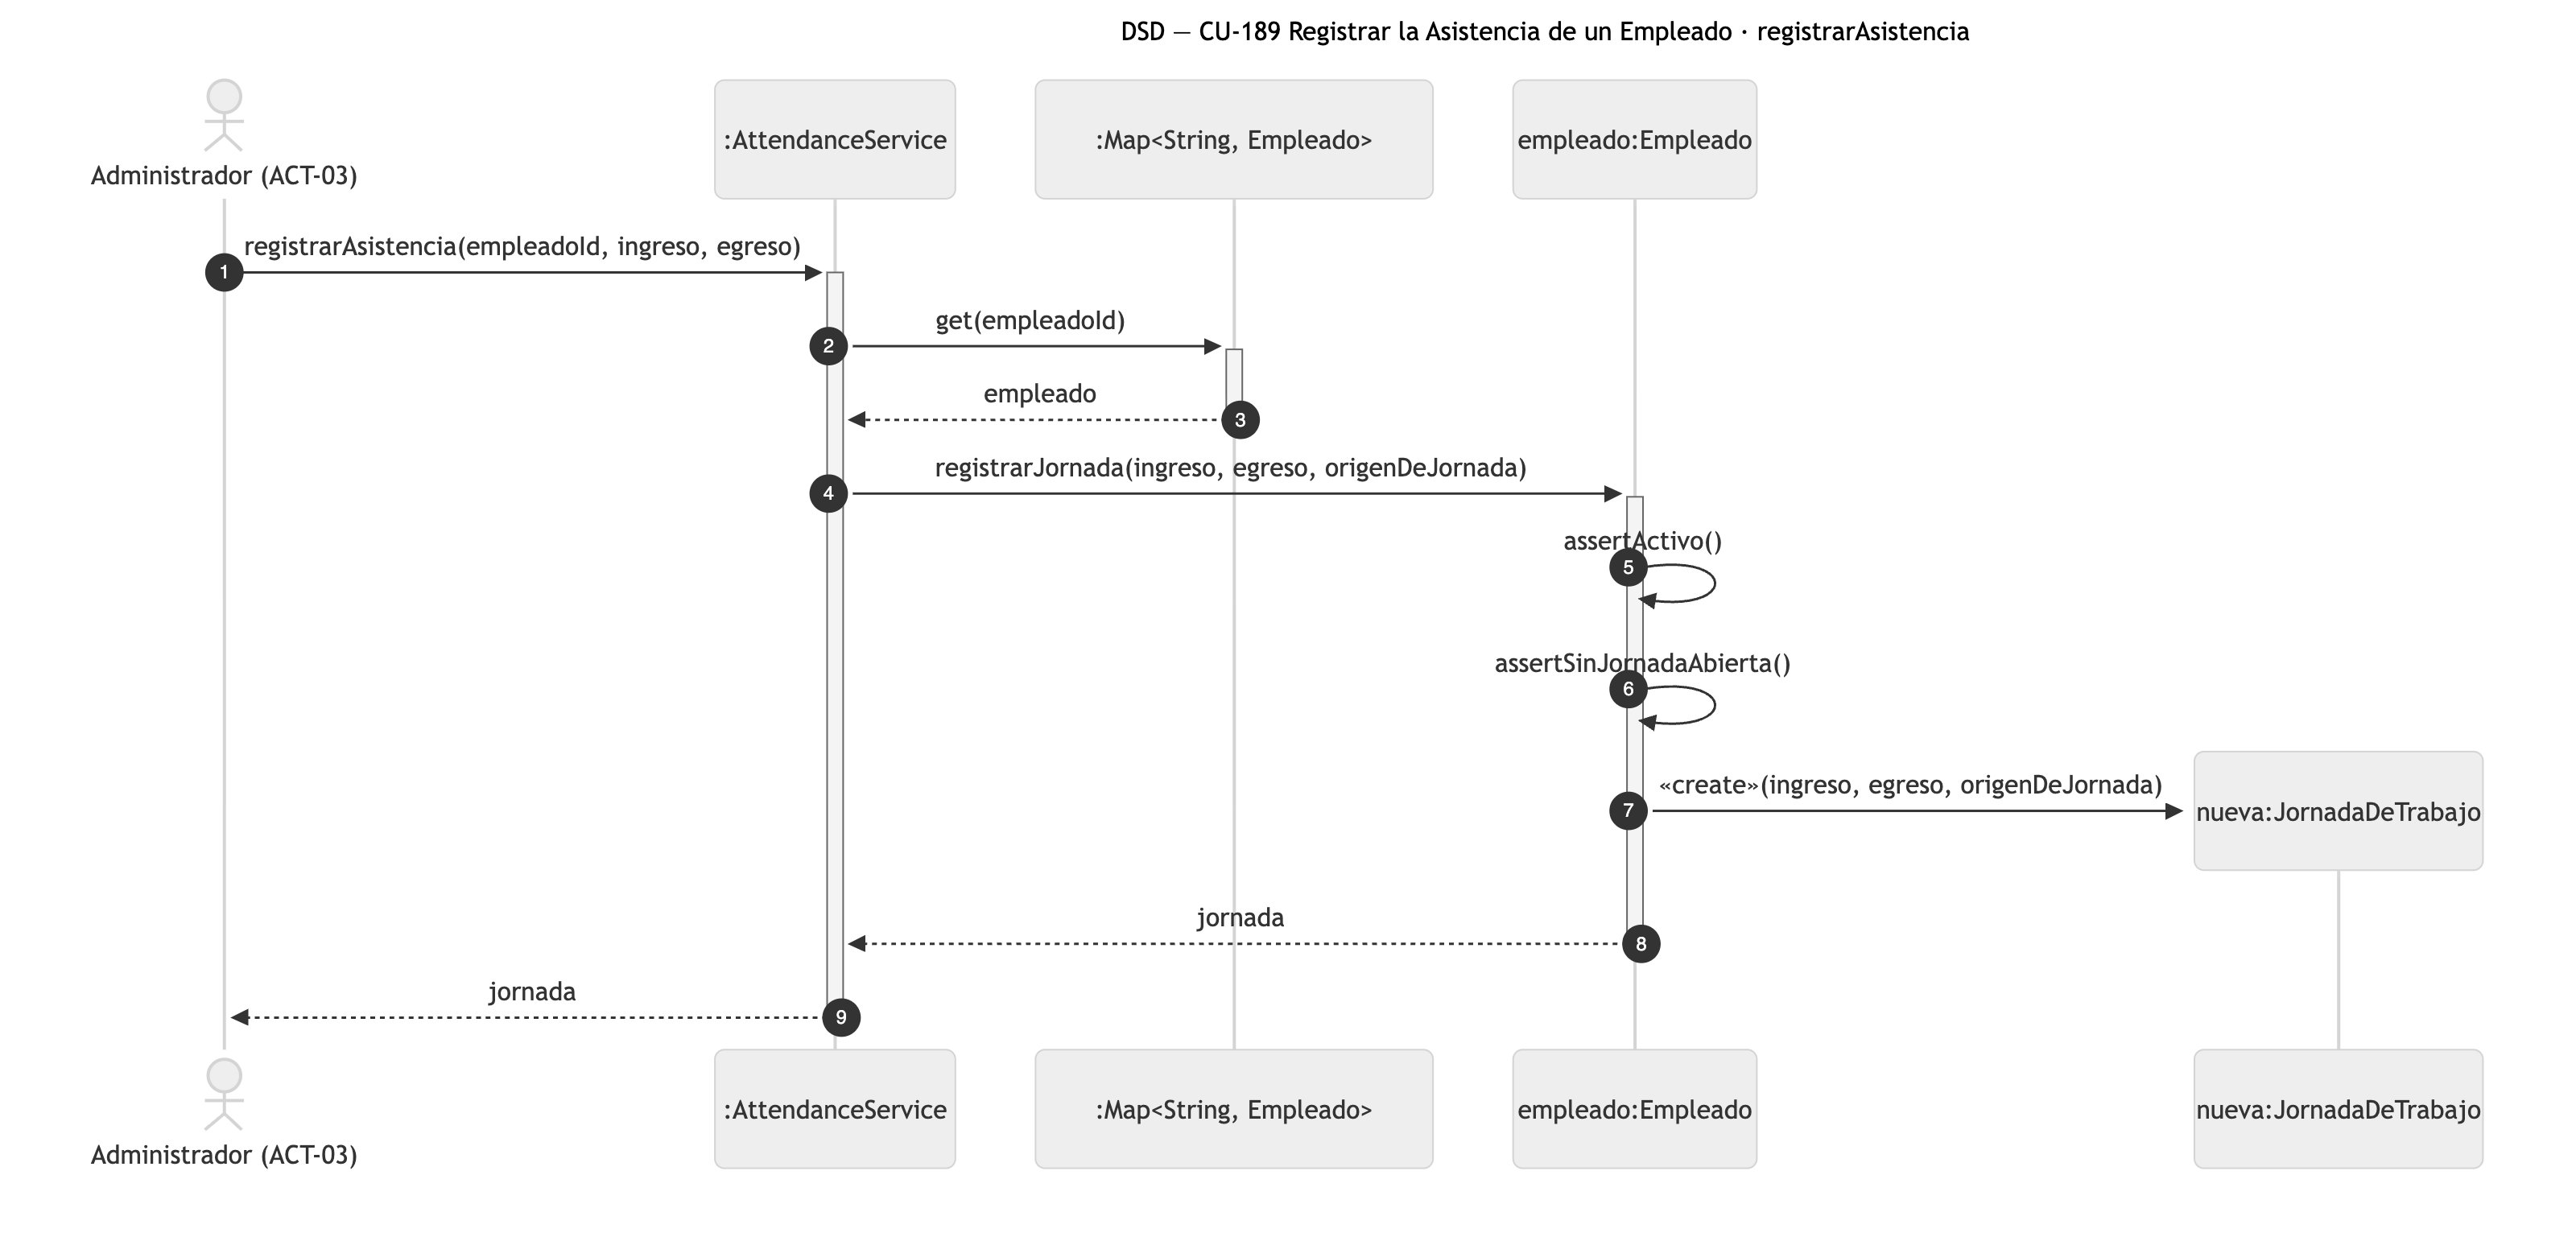 DSD — CU-189 Registrar la Asistencia de un Empleado · registrarAsistencia
Administrador (ACT-03)
:AttendanceService
:Map<String, Empleado>
empleado:Empleado
registrarAsistencia(empleadoId, ingreso, egreso)
1
get(empleadoId)
2
empleado
3
registrarJornada(ingreso, egreso, origenDeJornada)
4
assertActivo()
5
assertSinJornadaAbierta()
6
«create»(ingreso, egreso, origenDeJornada)
7
nueva:JornadaDeTrabajo
jornada
8
jornada
9
Administrador (ACT-03)
:AttendanceService
:Map<String, Empleado>
empleado:Empleado
nueva:JornadaDeTrabajo